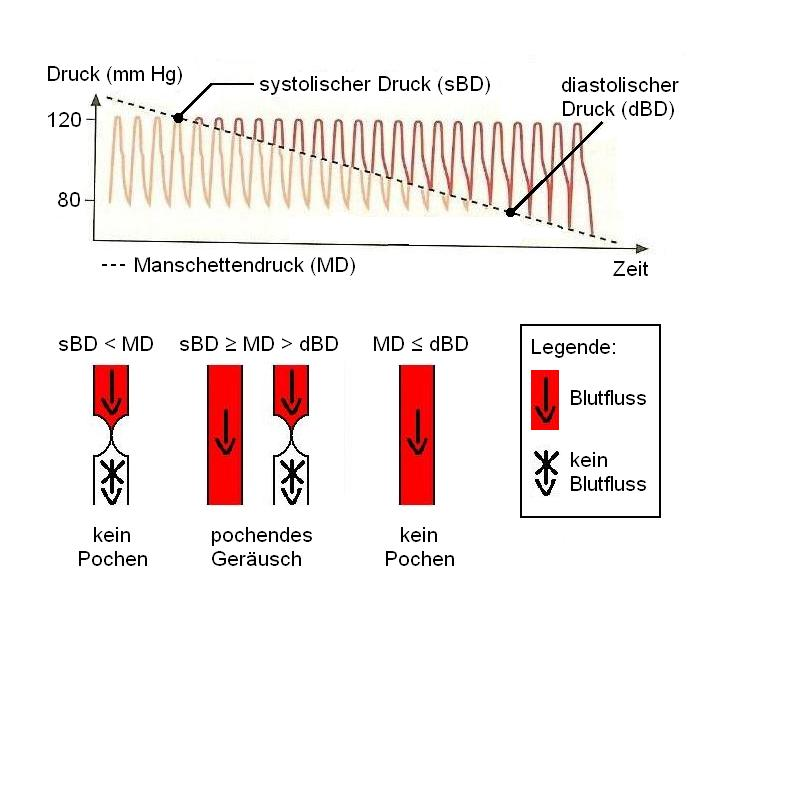 Druck (mm Hg)
systolischer Druck (sBD)
diastolischer
Druck (dBD)
120
80
--- Manschettendruck (MD)
Zeit
sBD < MD
sBD ≥ MD > dBD
MD ≤ dBD
kein
Pochen
pochendes
Geräusch
kein
Pochen
Legende:
Blutfluss
kein
Blutfluss